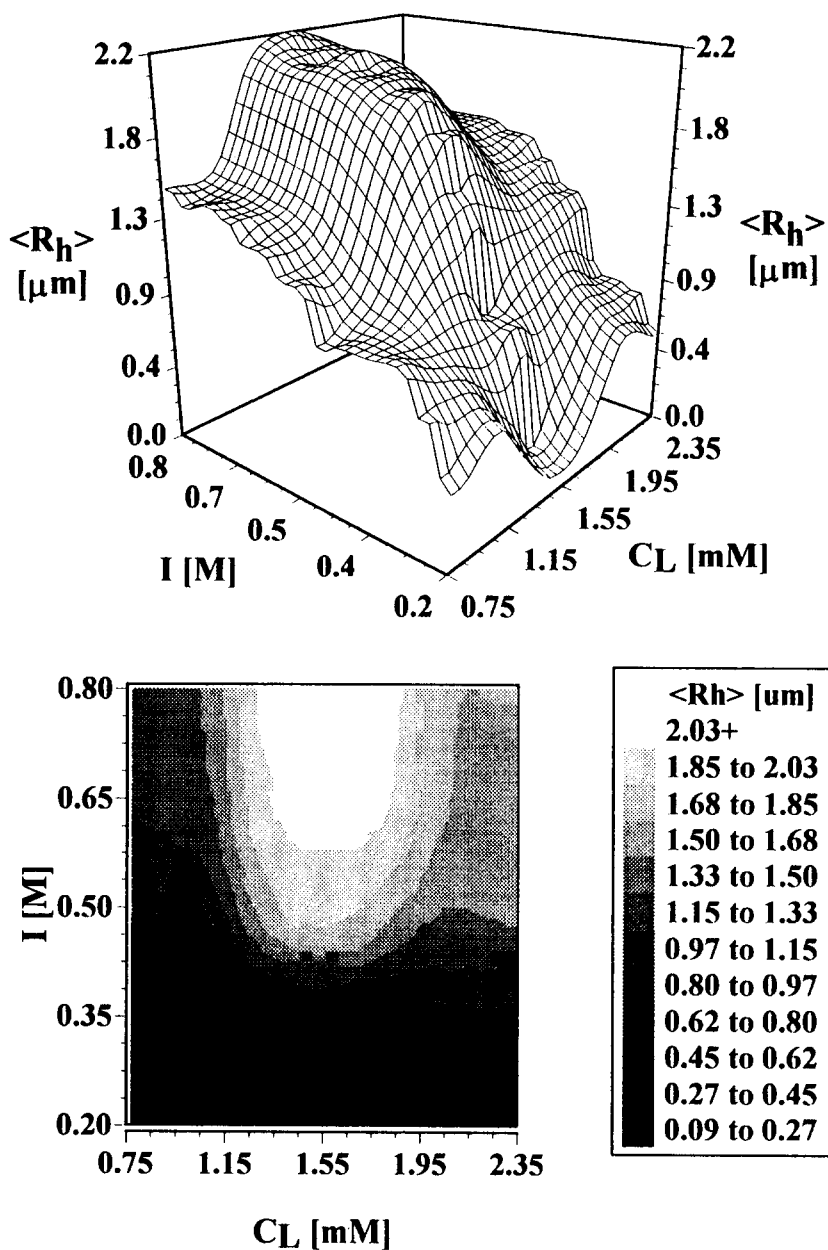 2.2
1.8
1.3
0.9
0.4
0.0
<Rh>
[μm]
2.2
1.8
1.3
0.9
0.4
0.0
<Rh>
[μm]
0.8
0.7
0.5
0.4
0.2
I [M]
0.75
1.15
1.55
1.95
2.35
CL [mM]
0.80
0.65
0.50
0.35
0.20
I [M]
0.75 1.15 1.55 1.95 2.35
CL [mM]
<Rh> [um]
2.03+
1.85 to 2.03
1.68 to 1.85
1.50 to 1.68
1.33 to 1.50
1.15 to 1.33
0.97 to 1.15
0.80 to 0.97
0.62 to 0.80
0.45 to 0.62
0.27 to 0.45
0.09 to 0.27